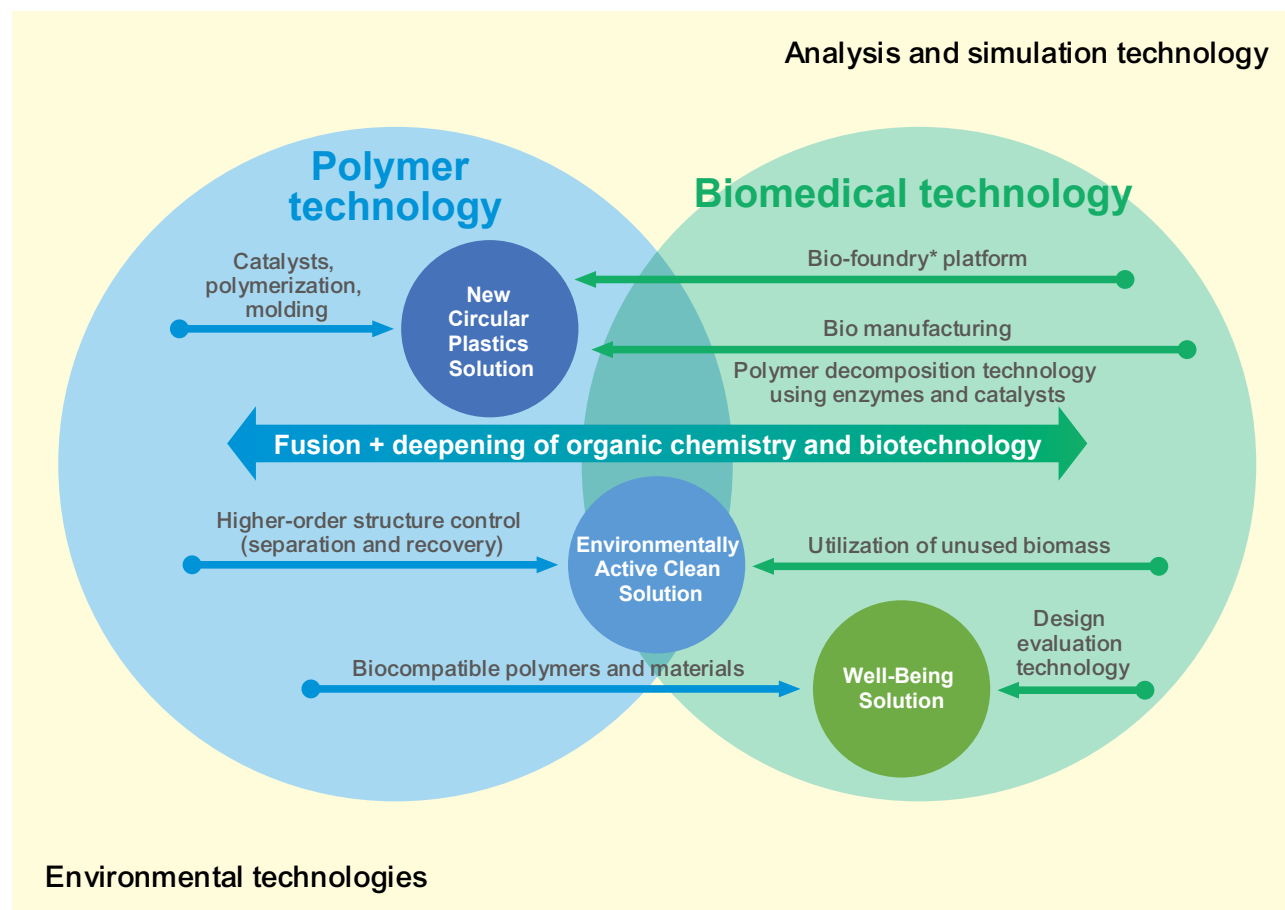 Analysis and simulation technology
Polymer
technology
Biomedical technology
Catalysts,
polymerization,
molding
New
Circular
Plastics
Solution
Bio-foundry* platform
Bio manufacturing
Polymer decomposition technology
using enzymes and catalysts
Fusion + deepening of organic chemistry and biotechnology
Higher-order structure control
(separation and recovery)
Environmentally
Active Clean
Solution
Utilization of unused biomass
Biocompatible polymers and materials
Well-Being
Solution
Design
evaluation
technology
Environmental technologies